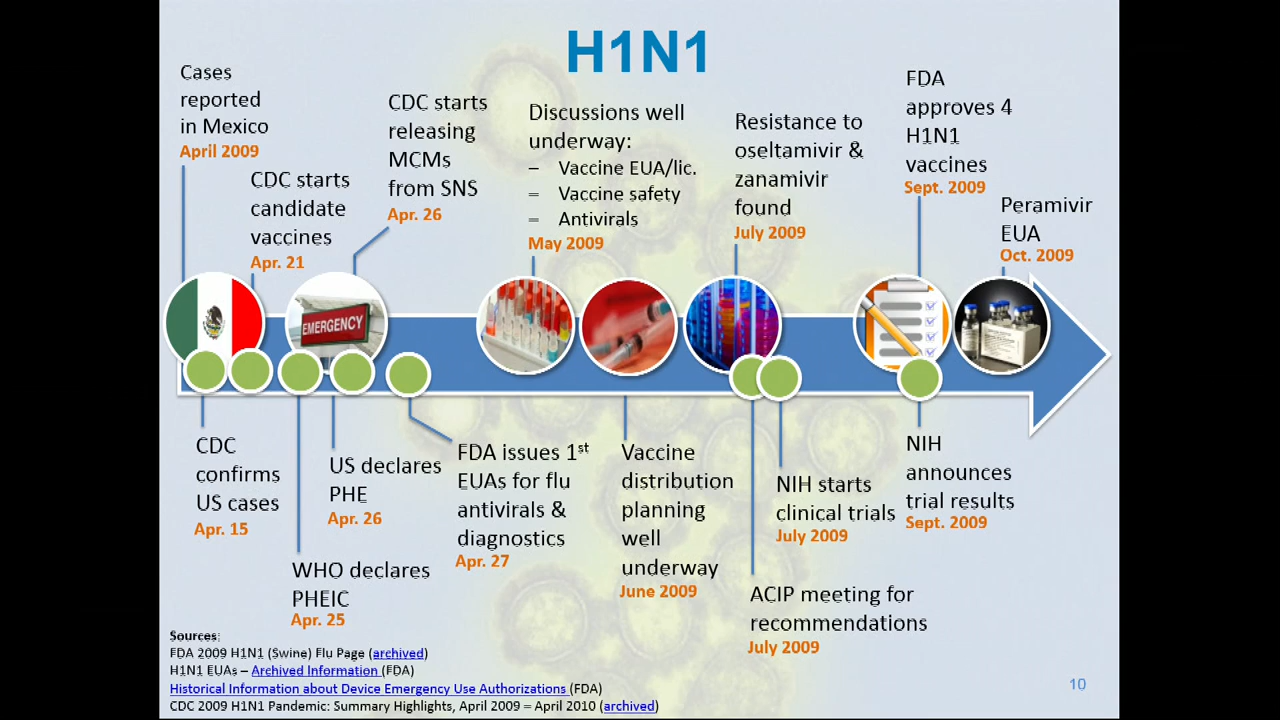 H1N1
Cases
reported
in Mexico
April 2009
CDC starts
candidate
vaccines
Apr. 21
CDC starts
releasing
MCMs
from SNS
Apr. 26
Discussions well
underway:
– Vaccine EUA/lic.
= Vaccine safety
= Antivirals
May 2009
Resistance to
oseltamivir &
zanamivir
found
July 2009
FDA
approves 4
H1N1
vaccines
Sept. 2009
Peramivir
EUA
Oct. 2009
EMERGENCY
CDC
confirms
US cases
Apr. 15
WHO declares
PHEIC
Apr. 25
US declares
PHE
Apr. 26
FDA issues 1st
EUAs for flu
antivirals &
diagnostics
Apr. 27
Vaccine
distribution
planning
well
underway
June 2009
ACIP meeting for
recommendations
July 2009
NIH starts
clinical trials
July 2009
NIH
announces
trial results
Sept. 2009
Sources:
FDA 2009 H1N1 (Swine) Flu Page (archived)
H1N1 EUAs – Archived Information (FDA)
Historical Information about Device Emergency Use Authorizations (FDA)
CDC 2009 H1N1 Pandemic: Summary Highlights, April 2009 = April 2010 (archived)
10